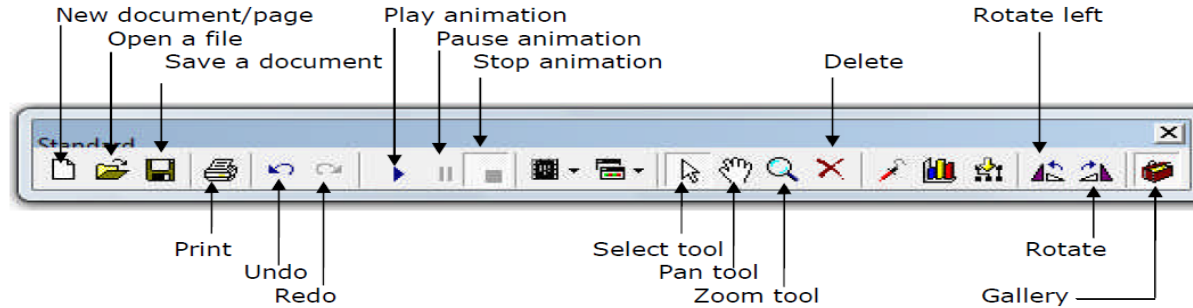 New document/page
Play animation
Rotate left
Open a file
Pause animation
Save a document
Stop animation
Delete
Standard
Print
Select tool
Rotate
Undo
Pan tool
Redo
Zoom tool
Gallery